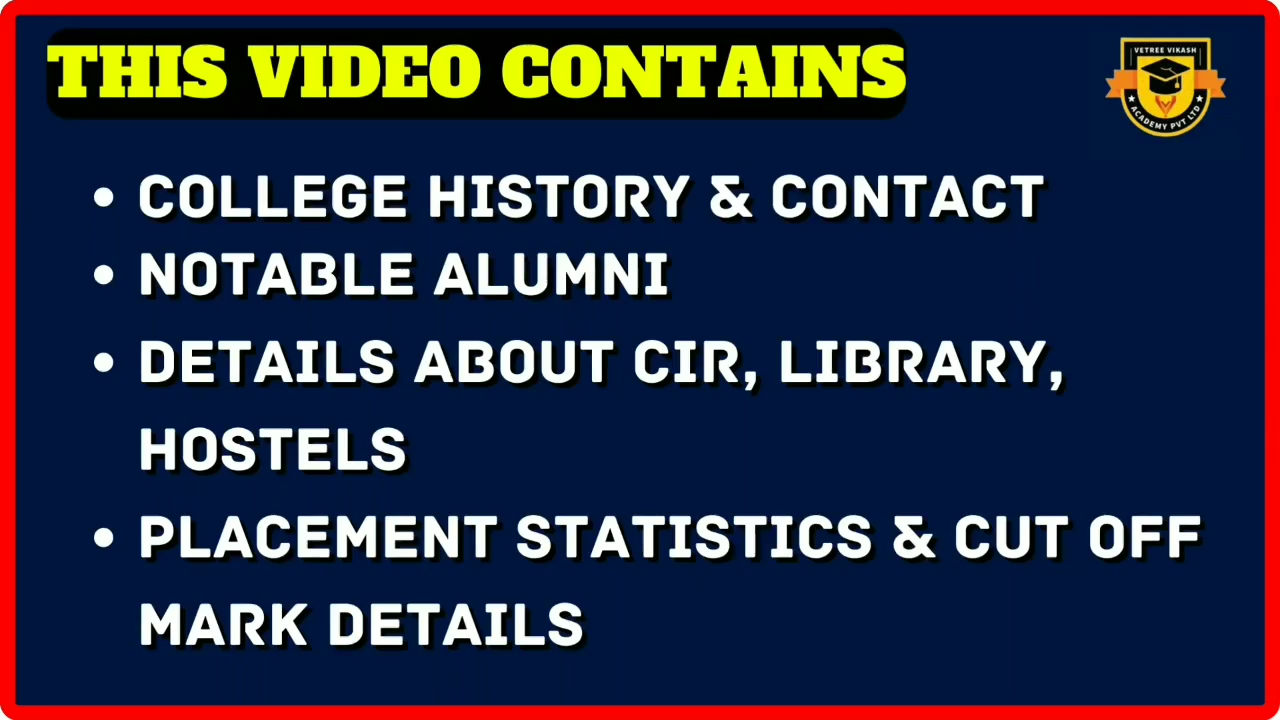 THIS VIDEO CONTAINS
VETREE VIKASH
ACADEMY PVT LTD
• COLLEGE HISTORY & CONTACT
• NOTABLE ALUMNI
• DETAILS ABOUT CIR, LIBRARY,
HOSTELS
• PLACEMENT STATISTICS & CUT OFF
MARK DETAILS